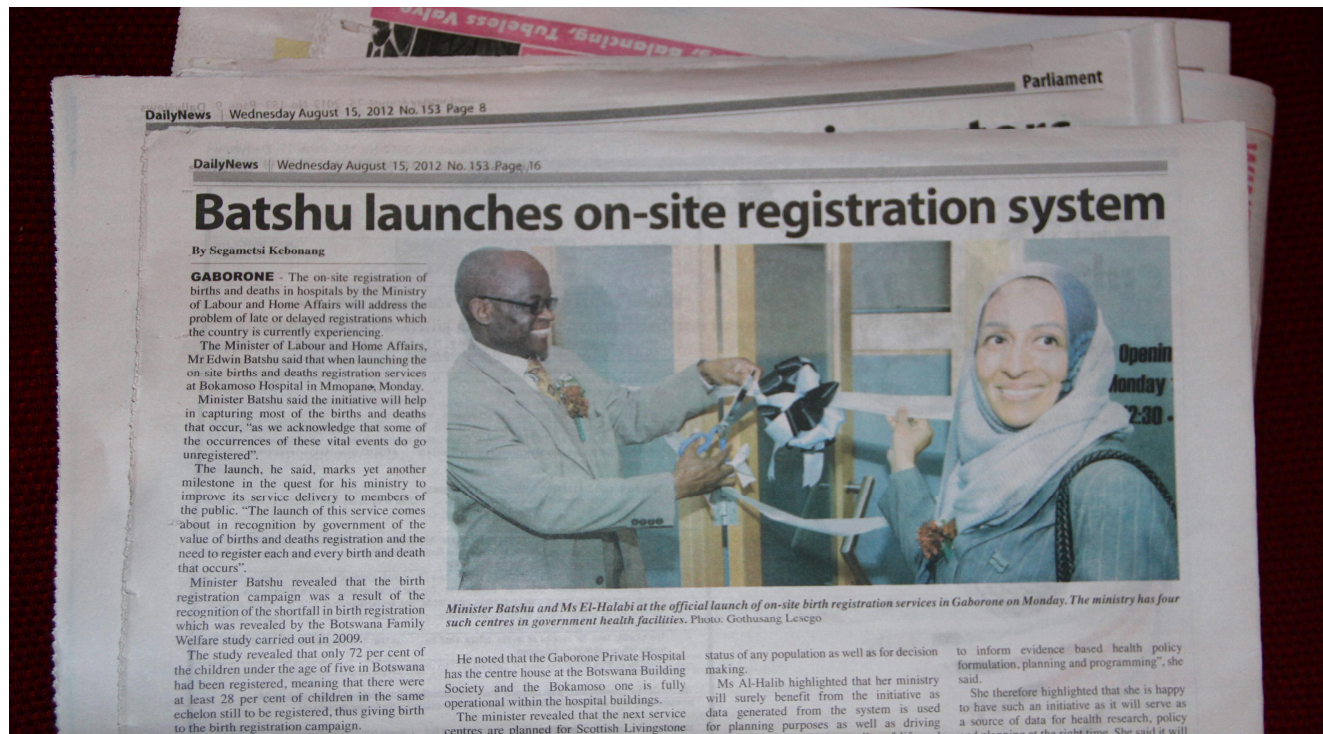 Balancing, Tubeless Valve
Parliament
DailyNews | Wednesday August 15, 2012 No. 153 Page 8
DailyNews || Wednesday August 15, 2012 No. 153 Page 16
Batshu launches on-site registration system
By Segametsi Kebonang
GABORONE - The on-site registration of
births and deaths in hospitals by the Ministry
of Labour and Home Affairs will address the
problem of late or delayed registrations which
the country is currently experiencing.
The Minister of Labour and Home Affairs,
Mr Edwin Batshu said that when launching the
on-site births and deaths registration services
at Bokamoso Hospital in Mmopane, Monday.
Minister Batshu said the initiative will help
in capturing most of the births and deaths
that occur, “as we acknowledge that some of
the occurrences of these vital events do go
unregistered”.
The launch, he said, marks yet another
milestone in the quest for his ministry to
improve its service delivery to members of
the public. “The launch of this service comes
about in recognition by government of the
value of births and deaths registration and the
need to register each and every birth and death
that occurs”.
Minister Batshu revealed that the birth
registration campaign was a result of the
recognition of the shortfall in birth registration
which was revealed by the Botswana Family
Welfare study carried out in 2009.
The study revealed that only 72 per cent of
the children under the age of five in Botswana
had been registered, meaning that there were
at least 28 per cent of children in the same
echelon still to be registered, thus giving birth
to the birth registration campaign.
Openin
Monday
2:30 -
Minister Batshu and Ms El-Halabi at the official launch of on-site birth registration services in Gaborone on Monday. The ministry has four
such centres in government health facilities. Photo: Gothusang Lesego
He noted that the Gaborone Private Hospital
has the centre house at the Botswana Building
Society and the Bokamoso one is fully
operational within the hospital buildings.
The minister revealed that the next service
centres are planned for Scottish Livingstone
status of any population as well as for decision
making.
Ms Al-Halib highlighted that her ministry
will surely benefit from the initiative as
data generated from the system is used
for planning purposes as well as driving
to inform evidence based health policy
formulation, planning and programming”, she
said.
She therefore highlighted that she is happy
to have such an initiative as it will serve as
a source of data for health research, policy
and planning at the right time. She said it will